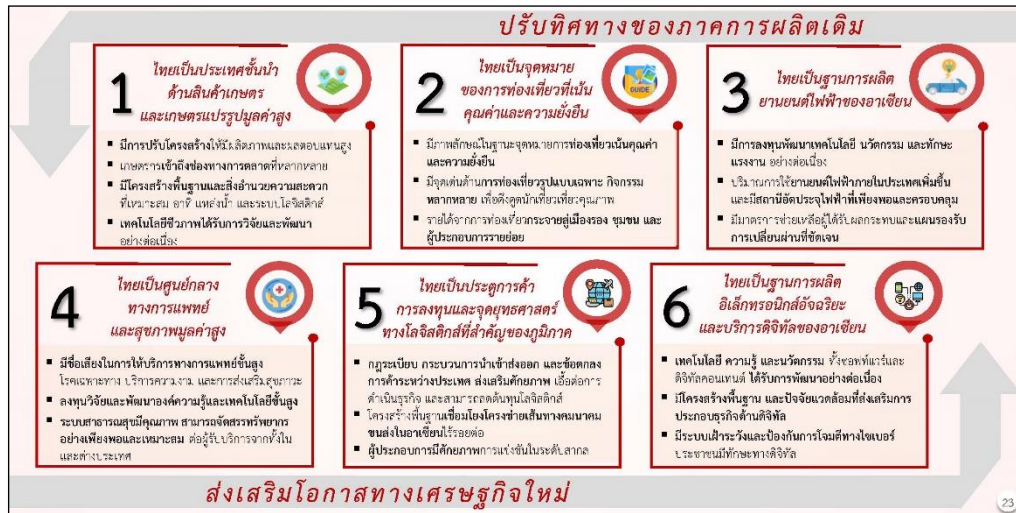 ปรับทิศทางของภาคการผลิตเดิม
1
ไทยเป็นประเทศชั้นนำ
ด้านสินค้าเกษตร
และเกษตรแปรรูปมูลค่าสูง
▪ มีการปรับโครงสร้างให้มีผลิตภาพและผลตอบแทนสูง
▪ เกษตรกรเข้าถึงช่องทางการตลาดที่หลากหลาย
▪ มีโครงสร้างพื้นฐานและสิ่งอำนวยความสะดวก
ที่เหมาะสม อาทิ แหล่งน้ำ และระบบโลจิสติกส์
▪ เทคโนโลยีชีวภาพได้รับการวิจัยและพัฒนา
อย่างต่อเนื่อง
2
ไทยเป็นจุดหมาย
ของการท่องเที่ยวที่เน้น
คุณค่าและความยั่งยืน
GUIDE
▪ มีภาพลักษณ์ในฐานะจุดหมายการท่องเที่ยวเน้นคุณค่า
และความยั่งยืน
▪ มีจุดเด่นด้านการท่องเที่ยวรูปแบบเฉพาะ กิจกรรม
หลากหลาย เพื่อดึงดูดนักเที่ยวเที่ยวคุณภาพ
▪ รายได้จากการท่องเที่ยวกระจายสู่เมืองรอง ชุมชน และ
ผู้ประกอบการรายย่อย
3
ไทยเป็นฐานการผลิต
ยานยนต์ไฟฟ้าของอาเซียน
▪ มีการลงทุนพัฒนาเทคโนโลยี นวัตกรรม และทักษะ
แรงงาน อย่างต่อเนื่อง
▪ ปริมาณการใช้ยานยนต์ไฟฟ้าภายในประเทศเพิ่มขึ้น
และมีสถานีอัดประจุไฟฟ้าที่เพียงพอและครอบคลุม
▪ มีมาตรการช่วยเหลือผู้ได้รับผลกระทบและแผนรองรับ
การเปลี่ยนผ่านที่ชัดเจน
4
ไทยเป็นศูนย์กลาง
ทางการแพทย์
และสุขภาพมูลค่าสูง
▪ มีชื่อเสียงในการให้บริการทางการแพทย์ขั้นสูง
โรคเฉพาะทาง บริการความงาม และการส่งเสริมสุขภาวะ
▪ ลงทุนวิจัยและพัฒนาองค์ความรู้และเทคโนโลยีขั้นสูง
▪ ระบบสาธารณสุขมีคุณภาพ สามารถจัดสรรทรัพยากร
อย่างเพียงพอและเหมาะสม ต่อผู้รับบริการจากทั้งใน
และต่างประเทศ
5
ไทยเป็นประตูการค้า
การลงทุนและจุดยุทธศาสตร์
ทางโลจิสติกส์ที่สำคัญของภูมิภาค
▪ กฎระเบียบ กระบวนการนำเข้าส่งออก และข้อตกลง
การค้าระหว่างประเทศ ส่งเสริมศักยภาพ เอื้อต่อการ
ดำเนินธุรกิจ และสามารถลดต้นทุนโลจิสติกส์
▪ โครงสร้างพื้นฐานเชื่อมโยงโครงข่ายเส้นทางคมนาคม
ขนส่งในอาเซียนไร้รอยต่อ
▪ ผู้ประกอบการมีศักยภาพการแข่งขันในระดับสากล
6
ไทยเป็นฐานการผลิต
อิเล็กทรอนิกส์อัจฉริยะ
และบริการดิจิทัลของอาเซียน
▪ เทคโนโลยี ความรู้ และนวัตกรรม ทั้งซอฟท์แวร์และ
ดิจิทัลคอนเทนต์ ได้รับการพัฒนาอย่างต่อเนื่อง
▪ มีโครงสร้างพื้นฐาน และปัจจัยแวดล้อมที่ส่งเสริมการ
ประกอบธุรกิจด้านดิจิทัล
▪ มีระบบเฝ้าระวังและป้องกันการโจมตีทางไซเบอร์
ประชาชนมีทักษะทางดิจิทัล
ส่งเสริมโอกาสทางเศรษฐกิจใหม่
23